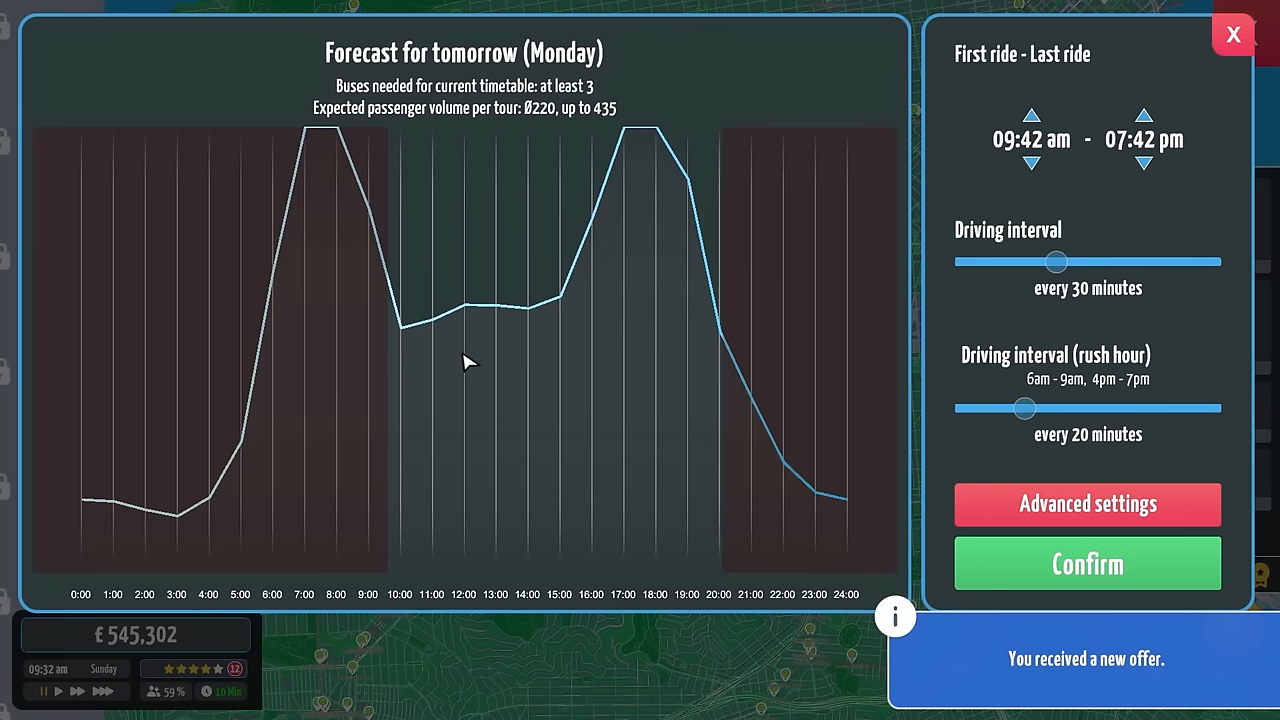 Forecast for tomorrow (Monday)
Buses needed for current timetable: at least 3
Expected passenger volume per tour: Ø220, up to 435
0:00 1:00 2:00 3:00 4:00 5:00 6:00 7:00 8:00 9:00 10:00 11:00 12:00 13:00 14:00 15:00 16:00 17:00 18:00 19:00 20:00 21:00 22:00 23:00 24:00
X
First ride - Last ride
09:42 am - 07:42 pm
Driving interval
every 30 minutes
Driving interval (rush hour)
6am - 9am, 4pm - 7pm
every 20 minutes
Advanced settings
Confirm
£ 545,302
09:32 am Sunday 12
59 % 10 Min
i
You received a new offer.